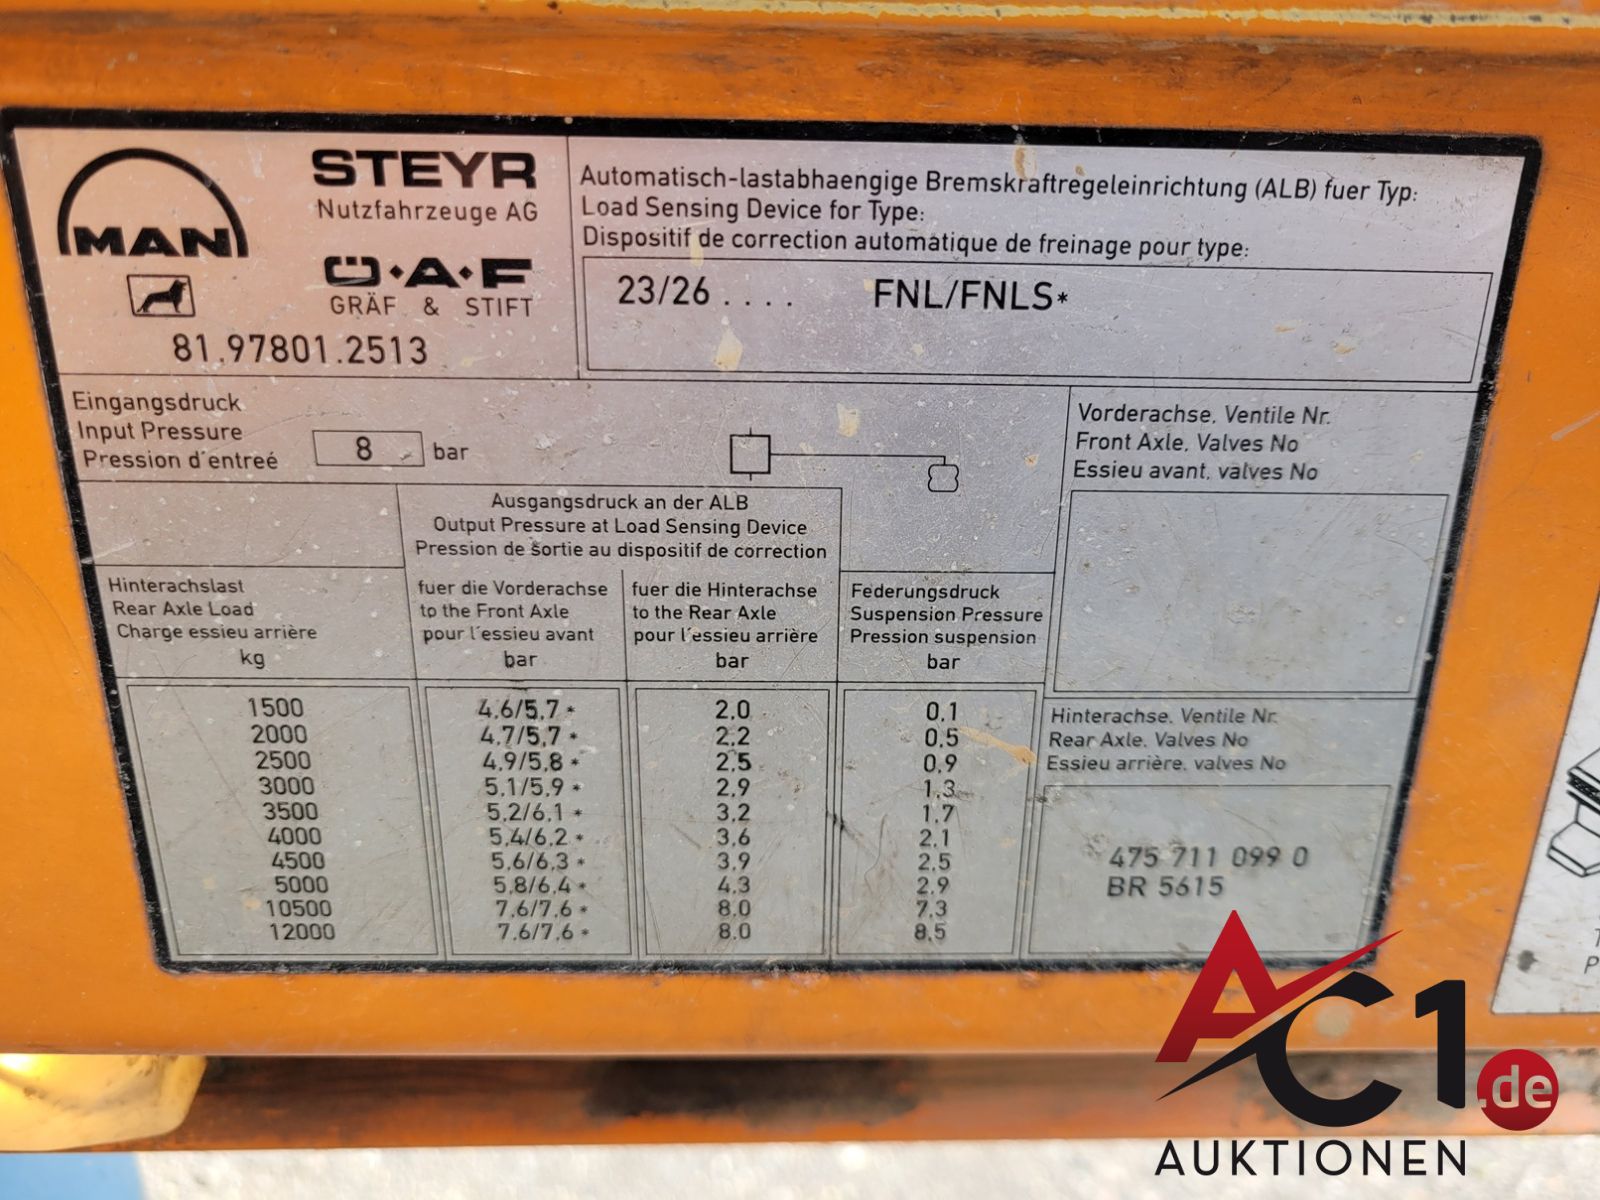 MAN
STEYR
Nutzfahrzeuge AG
Ö·A·F
GRÄF & STIFT
81.97801.2513
Automatisch-lastabhaengige Bremskraftregeleinrichtung (ALB) fuer Typ:
Load Sensing Device for Type:
Dispositif de correction automatique de freinage pour type:
23/26 .... FNL/FNLS*
Eingangsdruck
Input Pressure
Pression d'entreé
8 bar
Vorderachse, Ventile Nr.
Front Axle, Valves No
Essieu avant, valves No
Ausgangsdruck an der ALB
Output Pressure at Load Sensing Device
Pression de sortie au dispositif de correction
Hinterachslast
Rear Axle Load
Charge essieu arrière
kg
fuer die Vorderachse
to the Front Axle
pour l'essieu avant
bar
fuer die Hinterachse
to the Rear Axle
pour l'essieu arrière
bar
Federungsdruck
Suspension Pressure
Pression suspension
bar
1500 4.6/5.7 * 2.0 0.1
2000 4.7/5.7 * 2.2 0.5
2500 4.9/5.8 * 2.5 0.9
3000 5.1/5.9 * 2.9 1.3
3500 5.2/6.1 * 3.2 1.7
4000 5.4/6.2 * 3.6 2.1
4500 5.6/6.3 * 3.9 2.5
5000 5.8/6.4 * 4.3 2.9
10500 7.6/7.6 * 8.0 7.3
12000 7.6/7.6 * 8.0 8.5
Hinterachse, Ventile Nr.
Rear Axle, Valves No
Essieu arrière, valves No
475 711 099 0
BR 5615
AC1.de
AUKTIONEN